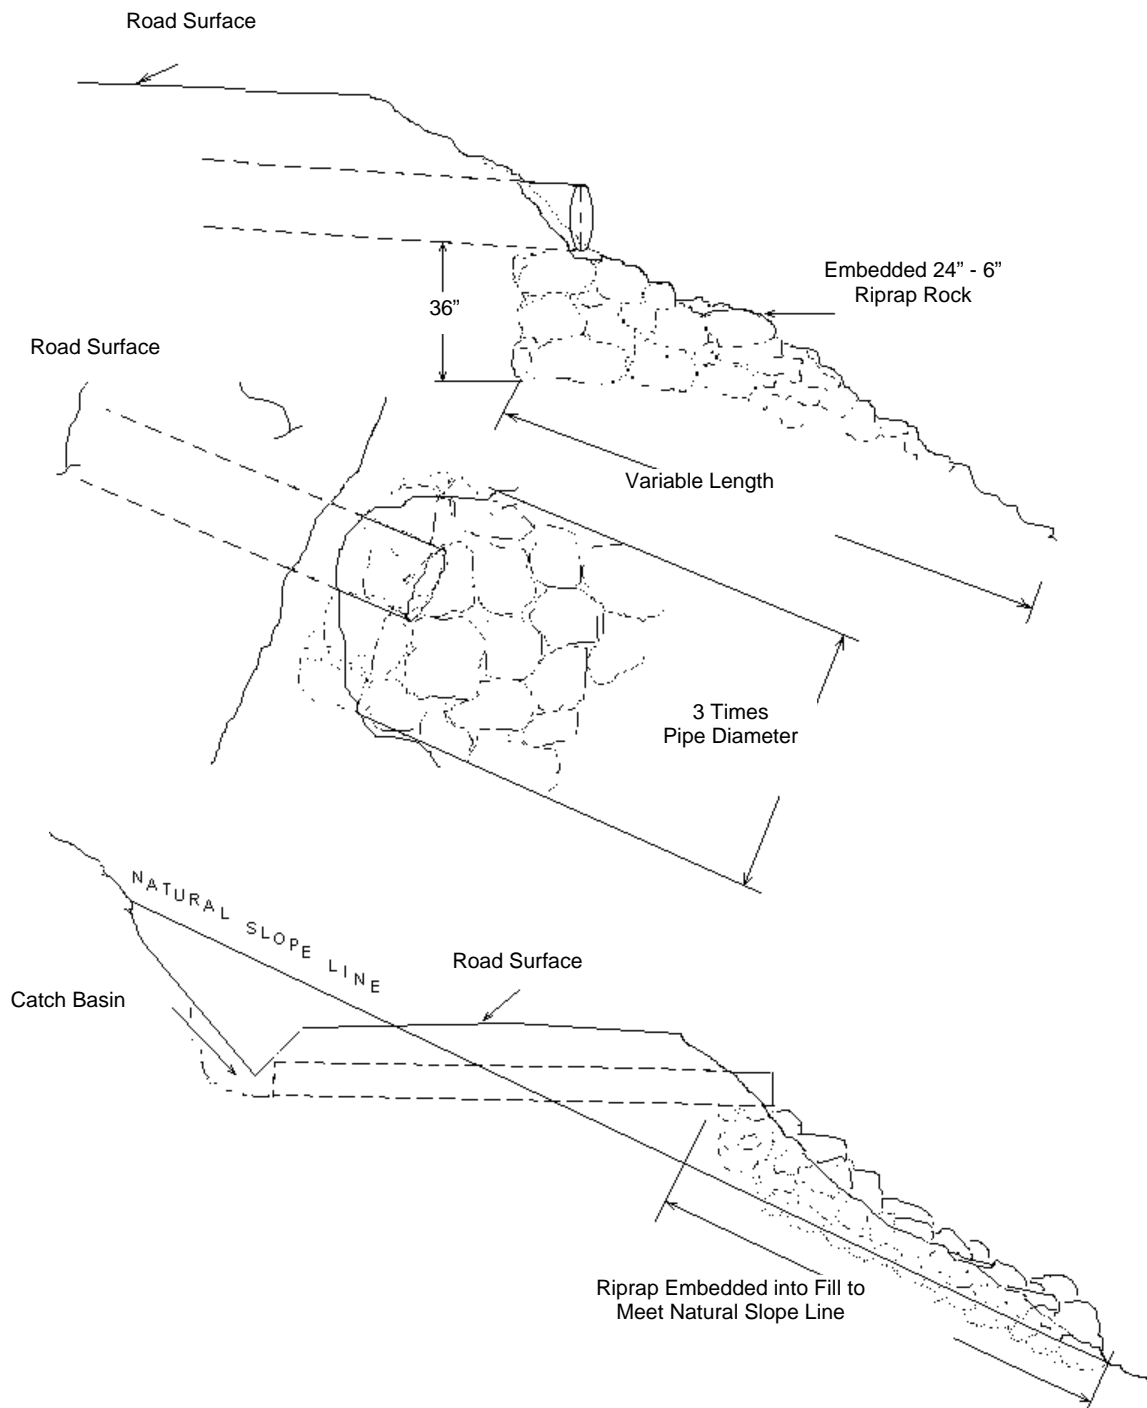 Road Surface
Embedded 24” - 6”
Riprap Rock
36”
Road Surface
Variable Length
3 Times
Pipe Diameter
NATURAL SLOPE LINE
Road Surface
Catch Basin
Riprap Embedded into Fill to
Meet Natural Slope Line